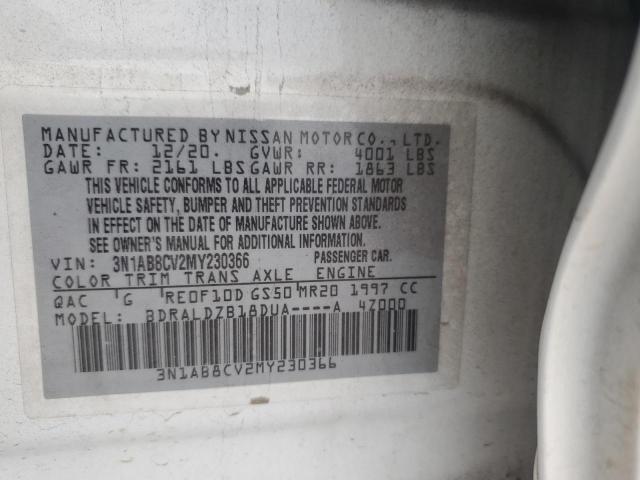 MANUFACTURED BY NISSAN MOTOR CO., LTD.
DATE: 12/20. GVWR: 4001 LBS
GAWR FR: 2161 LBS GAWR RR: 1863 LBS
THIS VEHICLE CONFORMS TO ALL APPLICABLE FEDERAL MOTOR
VEHICLE SAFETY, BUMPER AND THEFT PREVENTION STANDARDS
IN EFFECT ON THE DATE OF MANUFACTURE SHOWN ABOVE.
SEE OWNER'S MANUAL FOR ADDITIONAL INFORMATION.
VIN: 3N1AB8CV2MY230366 PASSENGER CAR.
COLOR TRIM TRANS AXLE ENGINE
QAC G RE0F10D GS50 MR20 1997 CC
MODEL: BDRALDZB18DUA----A 47000
3N1AB8CV2MY230366